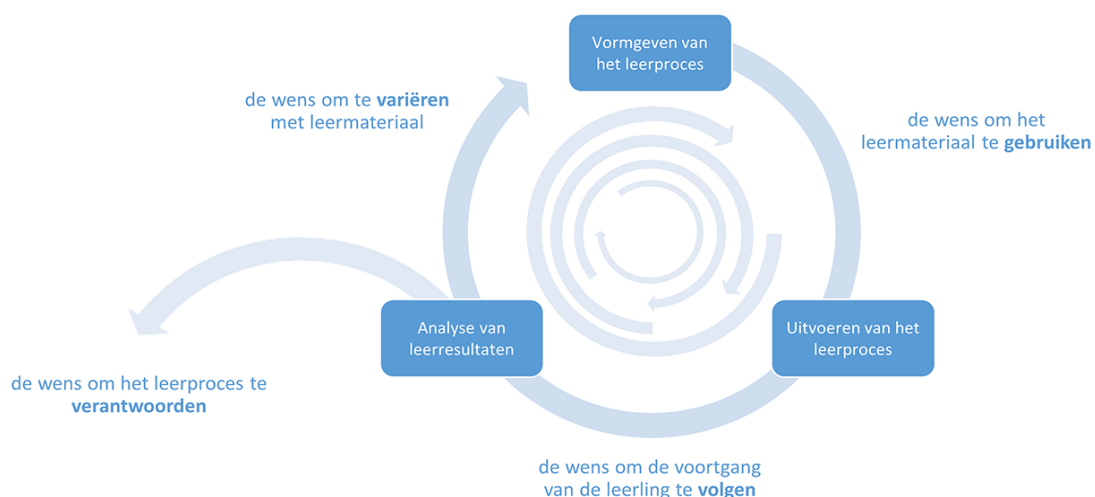 Vormgeven van
het leerproces
de wens om te variëren
met leermateriaal
de wens om het
leermateriaal te gebruiken
Analyse van
leerresultaten
Uitvoeren van het
leerproces
de wens om het leerproces te
verantwoorden
de wens om de voortgang
van de leerling te volgen